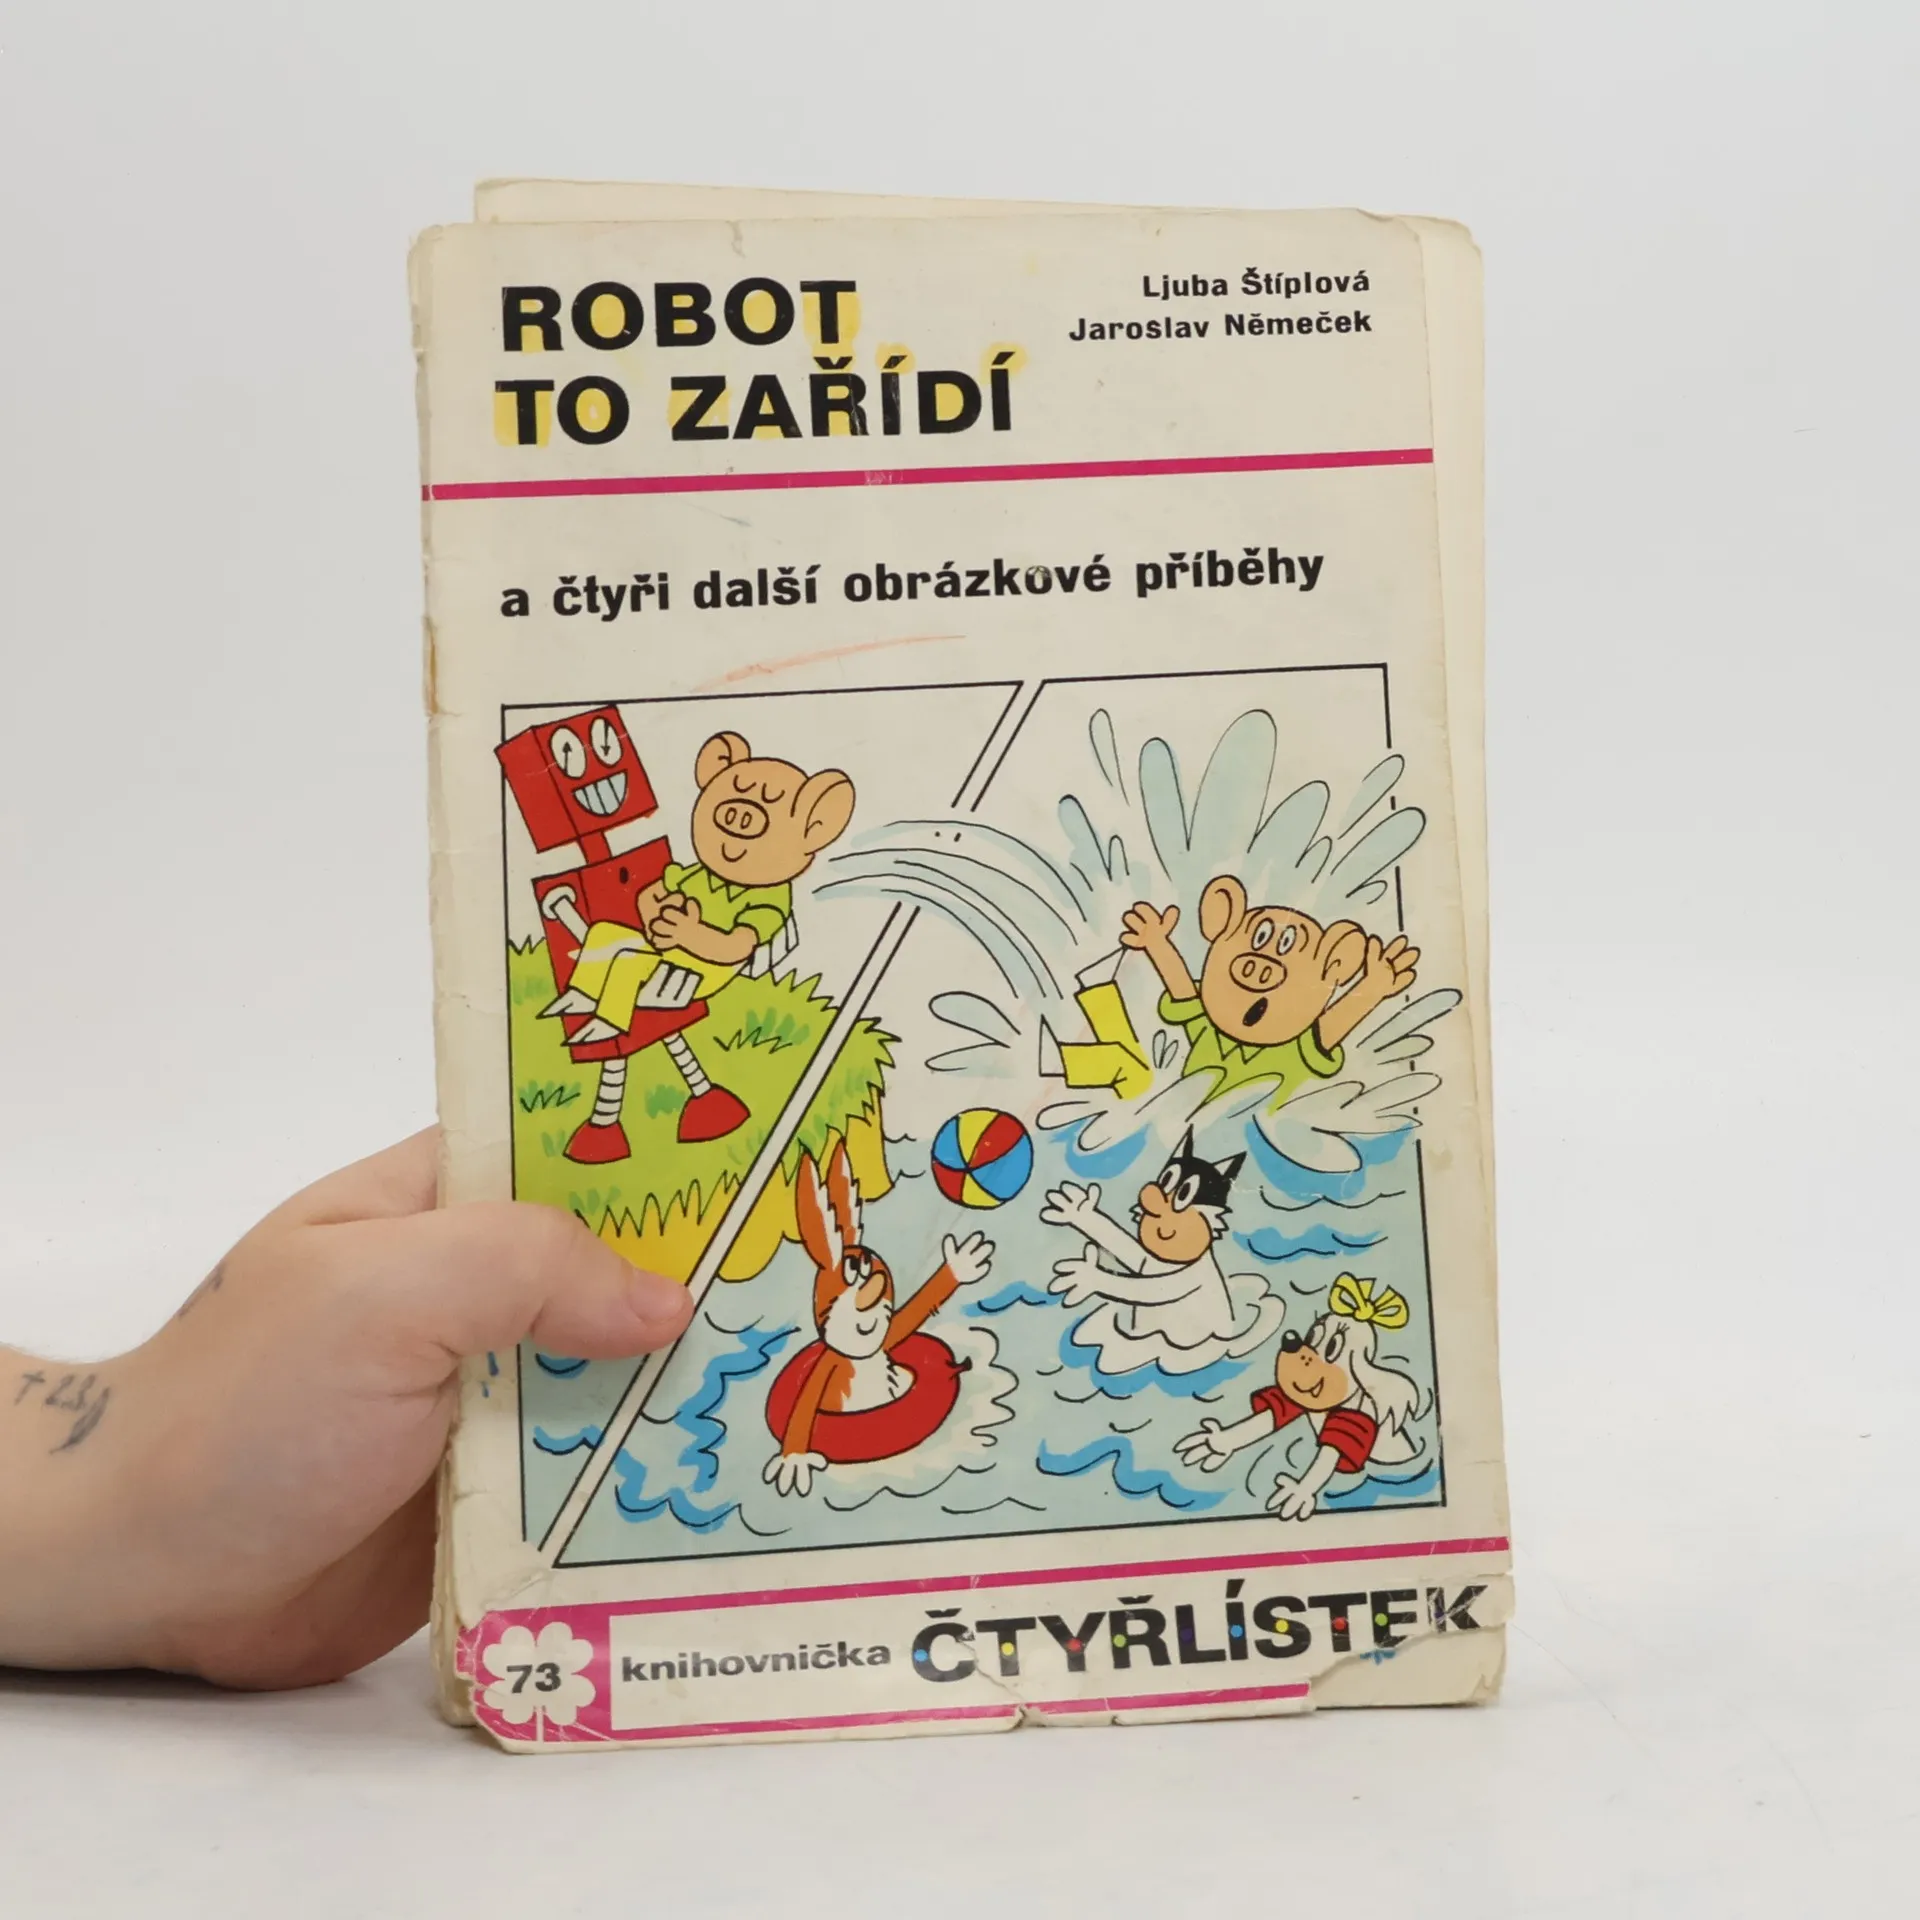 ROBOT
TO ZAŘÍDÍ
Ljuba Štíplová
Jaroslav Němeček
a čtyři další obrázkové příběhy
73
knihovnička ČTYŘLÍSTEK